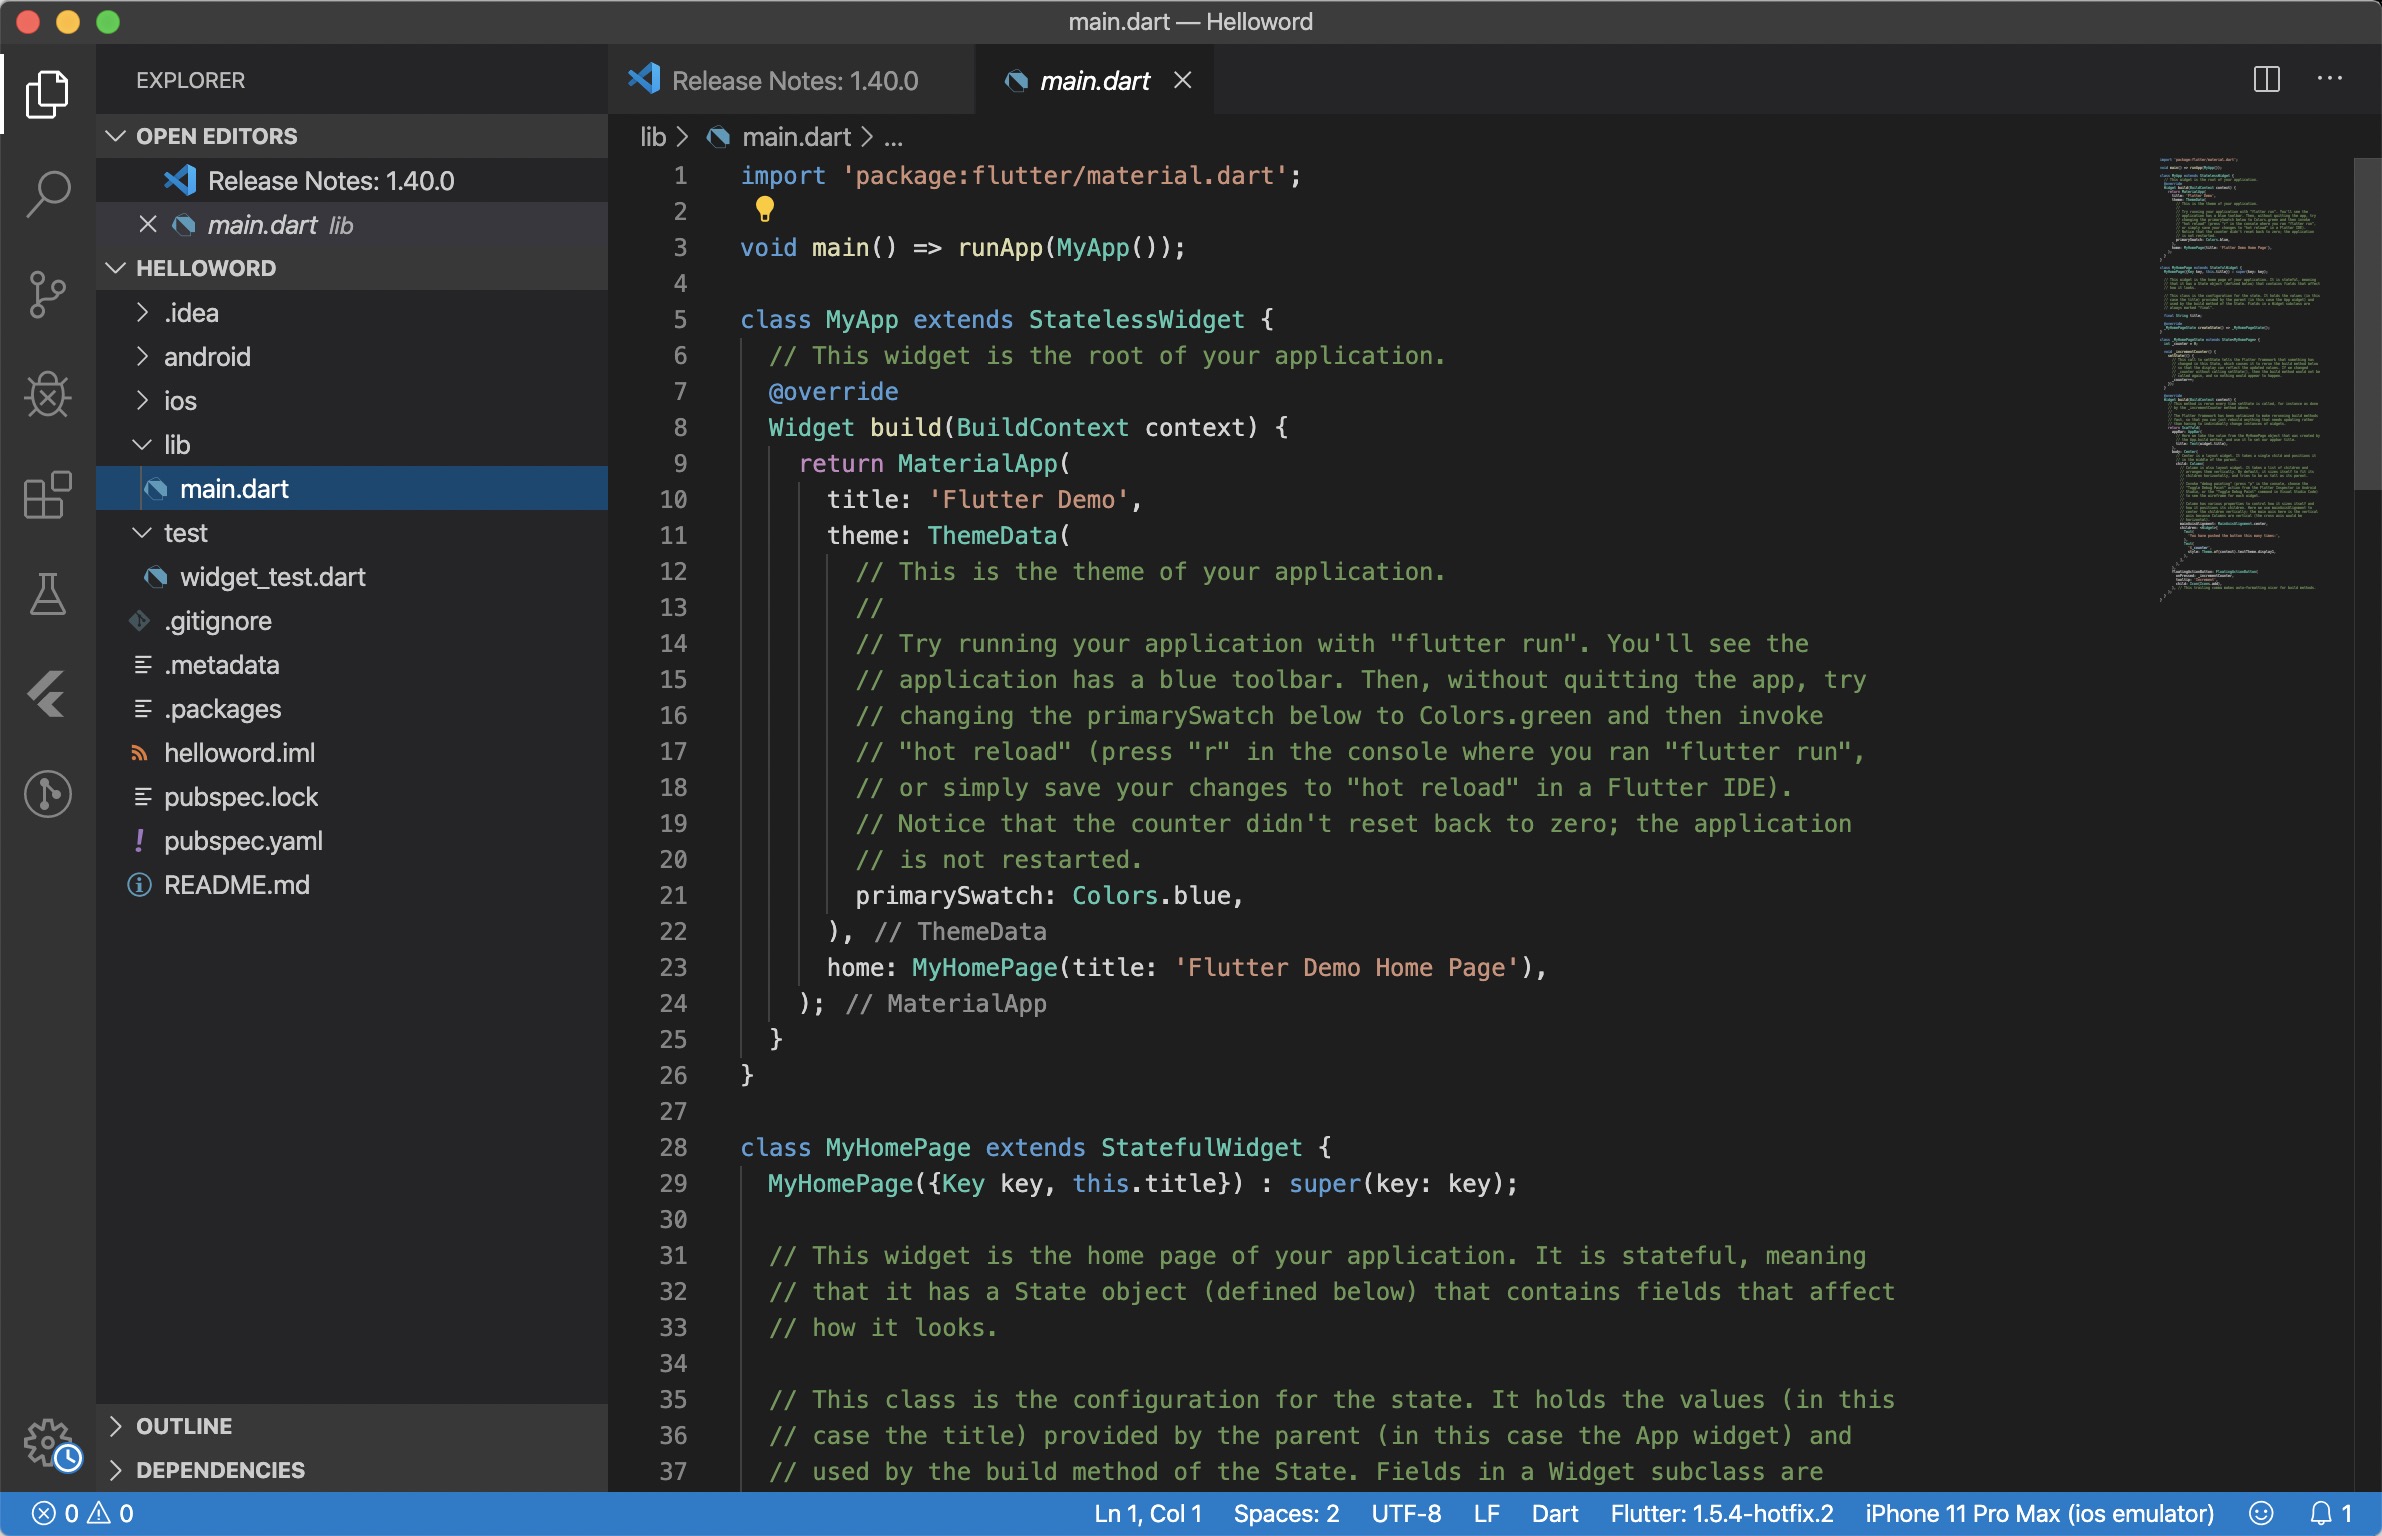 main.dart — Helloword
EXPLORER
OPEN EDITORS
Release Notes: 1.40.0
main.dart lib
HELLOWORD
.idea
android
ios
lib
main.dart
test
widget_test.dart
.gitignore
.metadata
.packages
helloword.iml
pubspec.lock
pubspec.yaml
README.md
OUTLINE
DEPENDENCIES
Release Notes: 1.40.0
main.dart
lib > main.dart > ...
1 import 'package:flutter/material.dart';
2
3 void main() => runApp(MyApp());
4
5 class MyApp extends StatelessWidget {
6 // This widget is the root of your application.
7 @override
8 Widget build(BuildContext context) {
9 return MaterialApp(
10 title: 'Flutter Demo',
11 theme: ThemeData(
12 // This is the theme of your application.
13 //
14 // Try running your application with "flutter run". You'll see the
15 // application has a blue toolbar. Then, without quitting the app, try
16 // changing the primarySwatch below to Colors.green and then invoke
17 // "hot reload" (press "r" in the console where you ran "flutter run",
18 // or simply save your changes to "hot reload" in a Flutter IDE).
19 // Notice that the counter didn't reset back to zero; the application
20 // is not restarted.
21 primarySwatch: Colors.blue,
22 ), // ThemeData
23 home: MyHomePage(title: 'Flutter Demo Home Page'),
24 ); // MaterialApp
25 }
26 }
27
28 class MyHomePage extends StatefulWidget {
29 MyHomePage({Key key, this.title}) : super(key: key);
30
31 // This widget is the home page of your application. It is stateful, meaning
32 // that it has a State object (defined below) that contains fields that affect
33 // how it looks.
34
35 // This class is the configuration for the state. It holds the values (in this
36 // case the title) provided by the parent (in this case the App widget) and
37 // used by the build method of the State. Fields in a Widget subclass are
0 0 Ln 1, Col 1 Spaces: 2 UTF-8 LF Dart Flutter: 1.5.4-hotfix.2 iPhone 11 Pro Max (ios emulator) 1